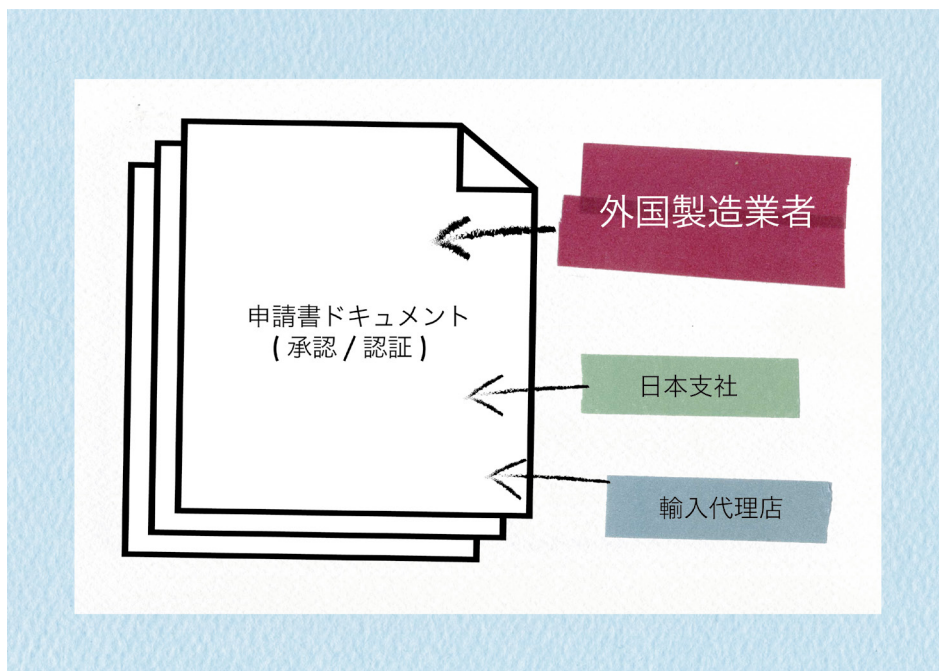 申請書ドキュメント
( 承認 / 認証 )
外国製造業者
日本支社
輸入代理店